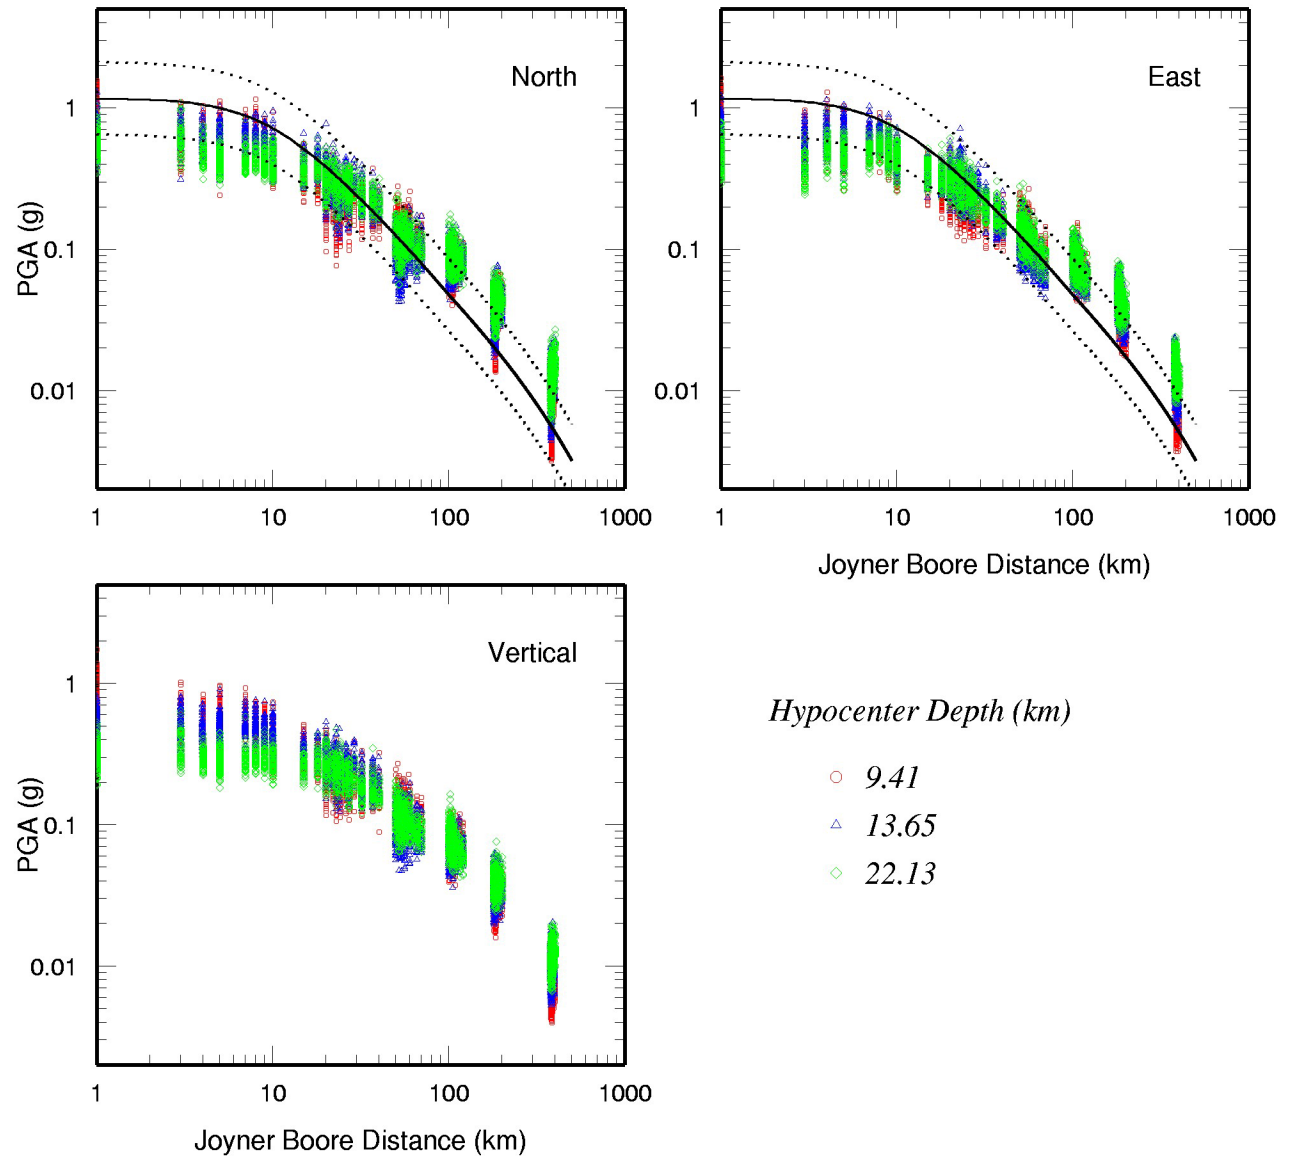 North
East
PGA (g)
1
1
0.1
0.1
0.01
0.01
1 10 100 1000
1 10 100 1000
Joyner Boore Distance (km)
Vertical
PGA (g)
1
0.1
0.01
1 10 100 1000
Joyner Boore Distance (km)
Hypocenter Depth (km)
9.41
13.65
22.13